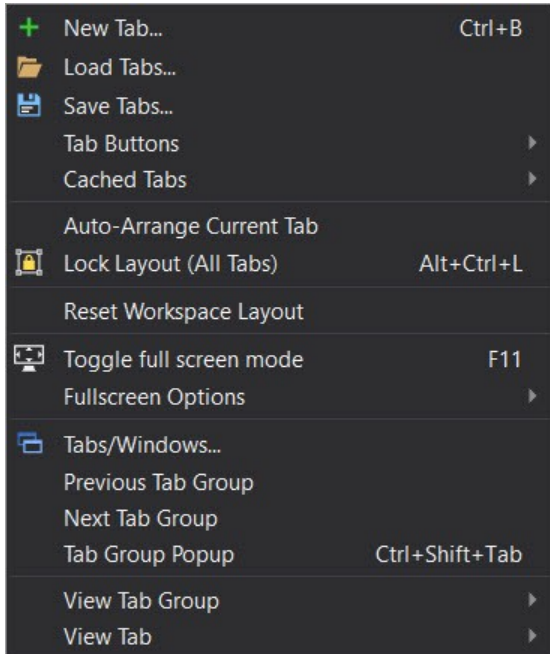 New Tab... Ctrl+B
Load Tabs...
Save Tabs...
Tab Buttons
Cached Tabs
Auto-Arrange Current Tab
Lock Layout (All Tabs) Alt+Ctrl+L
Reset Workspace Layout
Toggle full screen mode F11
Fullscreen Options
Tabs/Windows...
Previous Tab Group
Next Tab Group
Tab Group Popup Ctrl+Shift+Tab
View Tab Group
View Tab